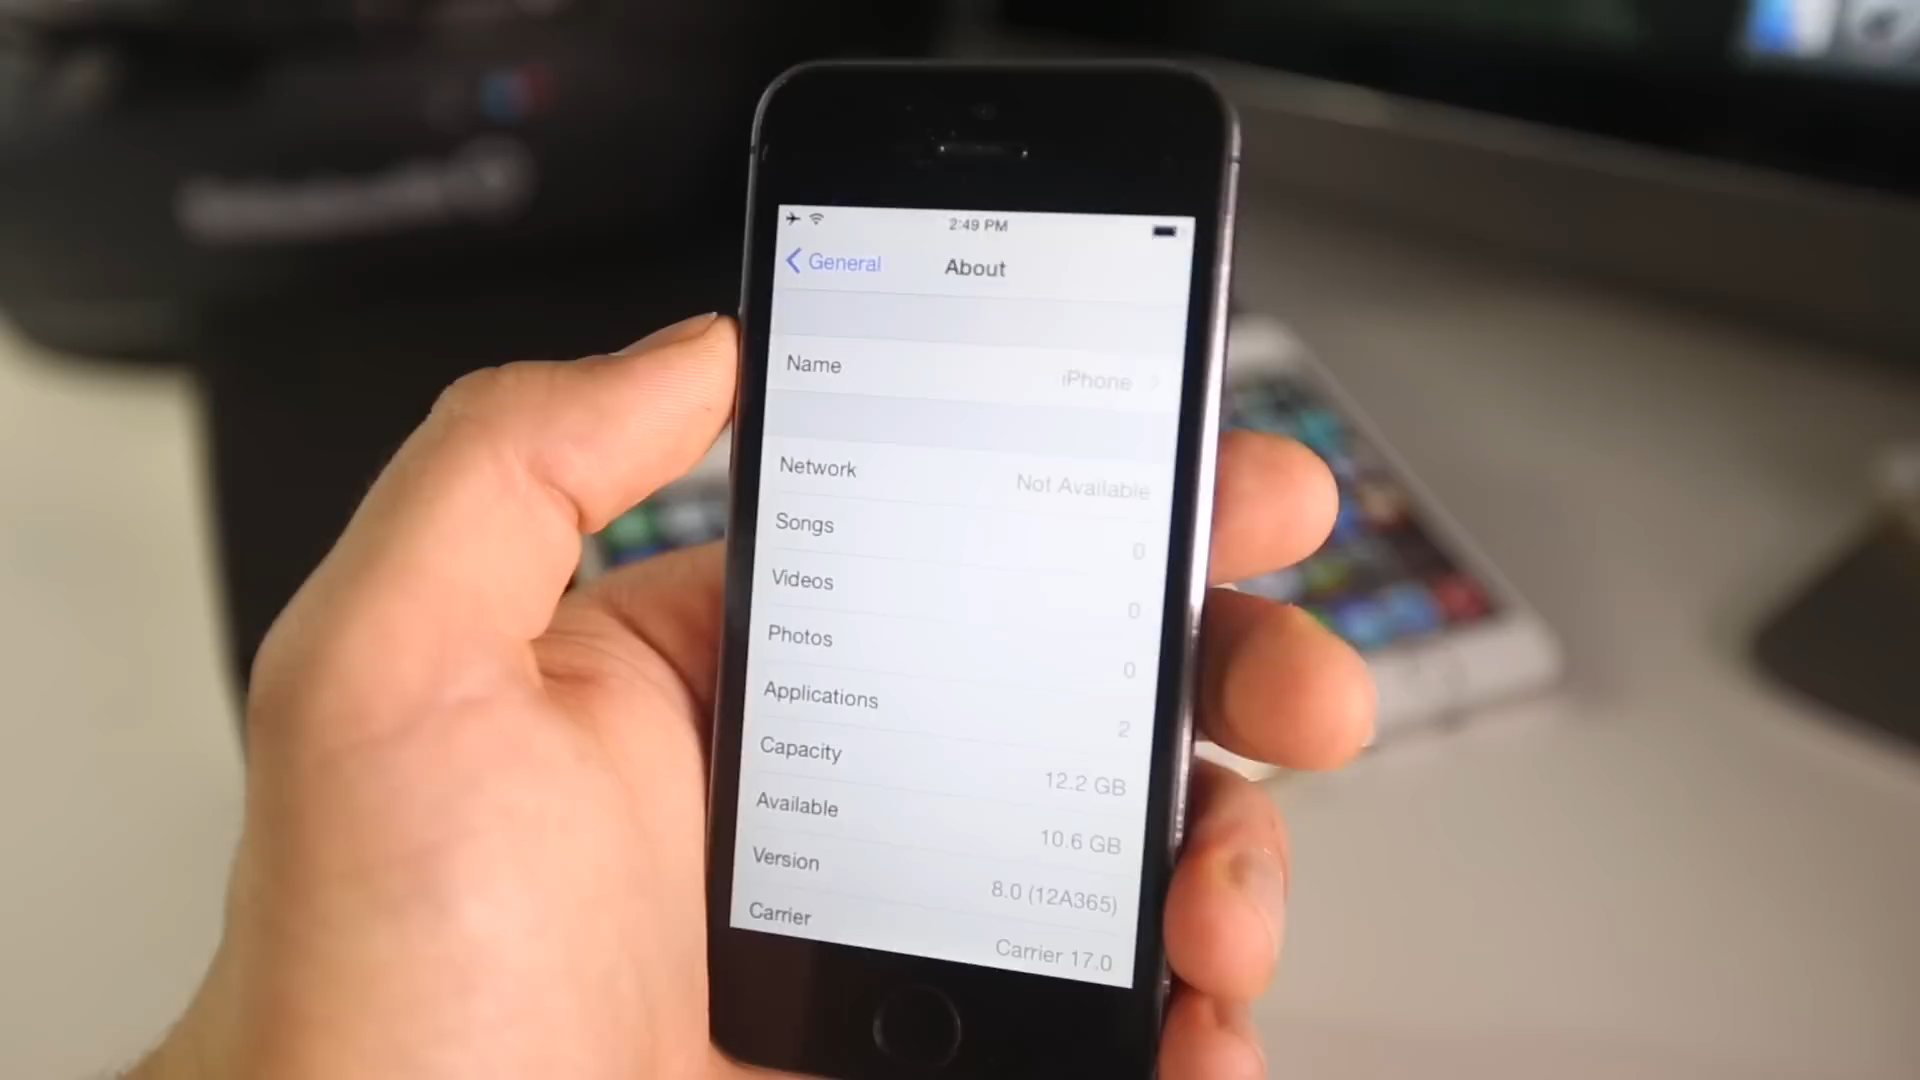 2:49 PM
General
About
Name iPhone
Network Not Available
Songs 0
Videos 0
Photos 0
Applications 2
Capacity 12.2 GB
Available 10.6 GB
Version 8.0 (12A365)
Carrier Carrier 17.0